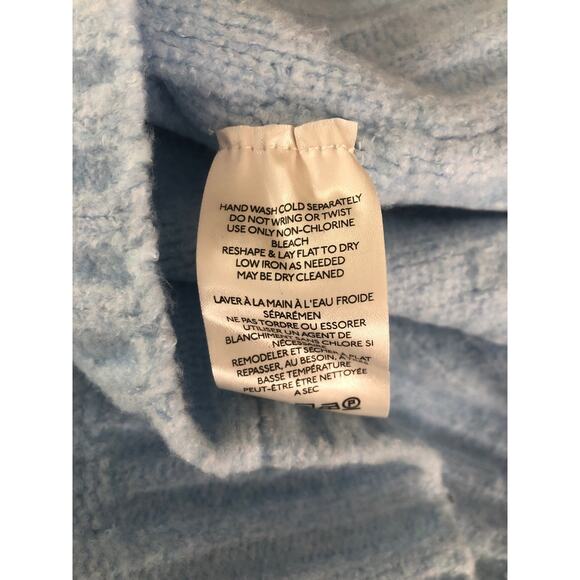 HAND WASH COLD SEPARATELY
DO NOT WRING OR TWIST
USE ONLY NON-CHLORINE
BLEACH
RESHAPE & LAY FLAT TO DRY
LOW IRON AS NEEDED
MAY BE DRY CLEANED
LAVER À LA MAIN À L'EAU FROIDE
SÉPARÉMEN
NE PAS TORDRE OU ESSORER
UTILISER UN AGENT DE
BLANCHIMENT SANS CHLORE SI
NÉCESSAIRE
REMODELER ET SÉCHER À PLAT
REPASSER, AU BESOIN, À
BASSE TEMPÉRATURE
PEUT-ÊTRE ÊTRE NETTOYÉE
A SEC
P